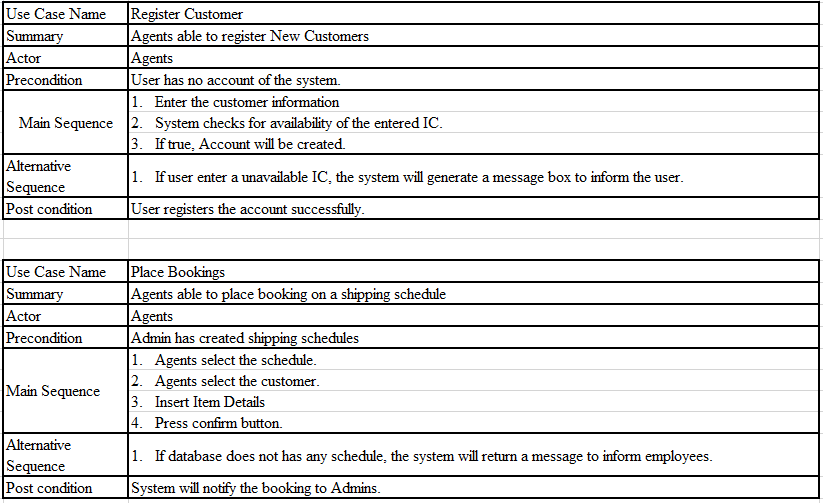 Use Case Name Register Customer
Summary Agents able to register New Customers
Actor Agents
Precondition User has no account of the system.
Main Sequence
1. Enter the customer information
2. System checks for availability of the entered IC.
3. If true, Account will be created.
Alternative
Sequence
1. If user enter a unavailable IC, the system will generate a message box to inform the user.
Post condition User registers the account successfully.
Use Case Name Place Bookings
Summary Agents able to place booking on a shipping schedule
Actor Agents
Precondition Admin has created shipping schedules
Main Sequence
1. Agents select the schedule.
2. Agents select the customer.
3. Insert Item Details
4. Press confirm button.
Alternative
Sequence
1. If database does not has any schedule, the system will return a message to inform employees.
Post condition System will notify the booking to Admins.